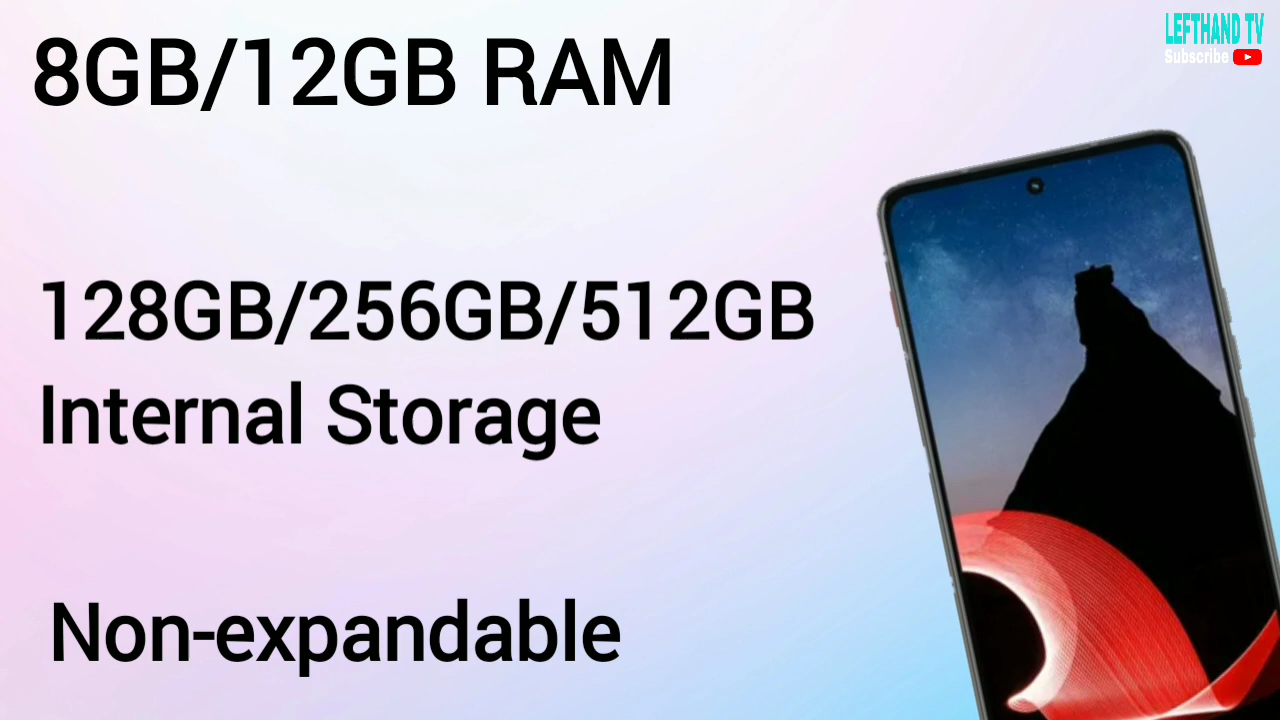 LEFTHAND TV
Subscribe
8GB/12GB RAM
128GB/256GB/512GB
Internal Storage
Non-expandable